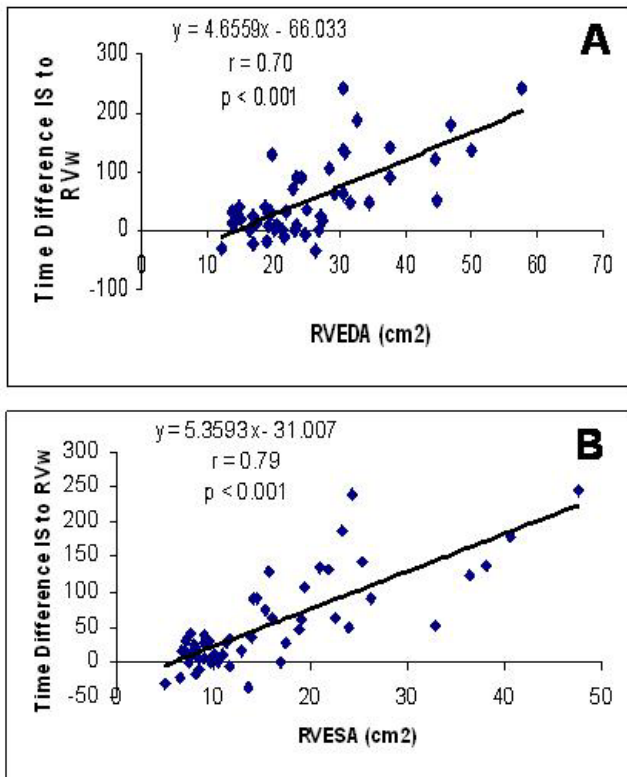 y = 4.6559x - 66.033
r = 0.70
p < 0.001
A
Time Difference IS to
RVw
300
200
100
0
-100
0
10
20
30
40
50
60
70
RVEDA (cm2)
y = 5.3593x - 31.007
r = 0.79
p < 0.001
B
Time Difference IS to RVw
300
250
200
150
100
50
0
-50
0
10
20
30
40
50
RVESA (cm2)